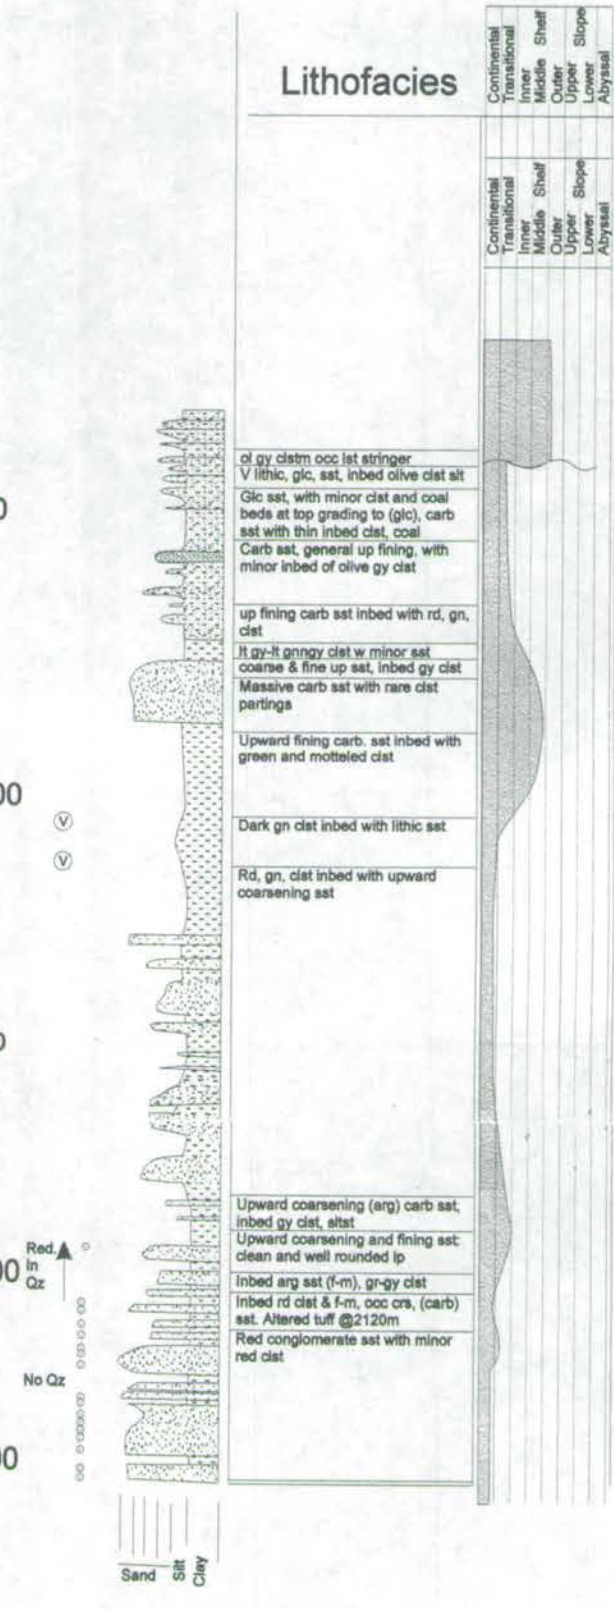 Lithofacies
Continental
Transitional
Inner
Middle Shelf
Outer
Upper
Lower Slope
Abyssal
Continental
Transitional
Inner
Middle Shelf
Outer
Upper
Lower Slope
Abyssal
ol gy clstm occ lst stringer
V lithic, glc, sst, inbed olive clst slt
Glc sst, with minor clst and coal
beds at top grading to (glc), carb
sst with thin inbed clst, coal
Carb sst, general up fining, with
minor inbed of olive gy clst
up fining carb sst inbed with rd, gn,
clst
lt gy-lt gnngy clst w minor sst
coarse & fine up sst, inbed gy clst
Massive carb sst with rare clst
partings
Upward fining carb. sst inbed with
green and motteled clst
V
Dark gn clst inbed with lithic sst
V
Rd, gn, clst inbed with upward
coarsening sst
Upward coarsening (arg) carb sst,
inbed gy clst, sltst
Upward coarsening and fining sst
clean and well rounded ip
Inbed arg sst (f-m), gr-gy clst
Inbed rd clst & f-m, occ crs, (carb)
sst. Altered tuff @2120m
Red conglomerate sst with minor
red clst
Red.
in
Qz
No Qz
0
00
0
00
00
Sand
Silt
Clay